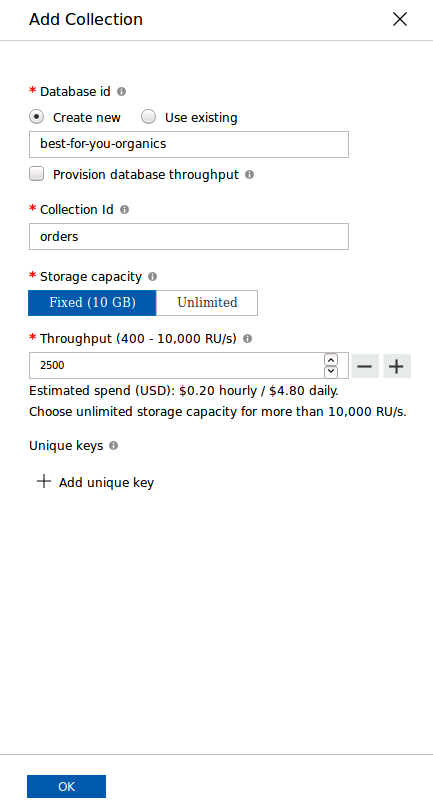 Add Collection
* Database id
Create new Use existing
best-for-you-organics
Provision database throughput
* Collection Id
orders
* Storage capacity
Fixed (10 GB) Unlimited
* Throughput (400 - 10,000 RU/s)
2500
Estimated spend (USD): $0.20 hourly / $4.80 daily.
Choose unlimited storage capacity for more than 10,000 RU/s.
Unique keys
Add unique key
OK